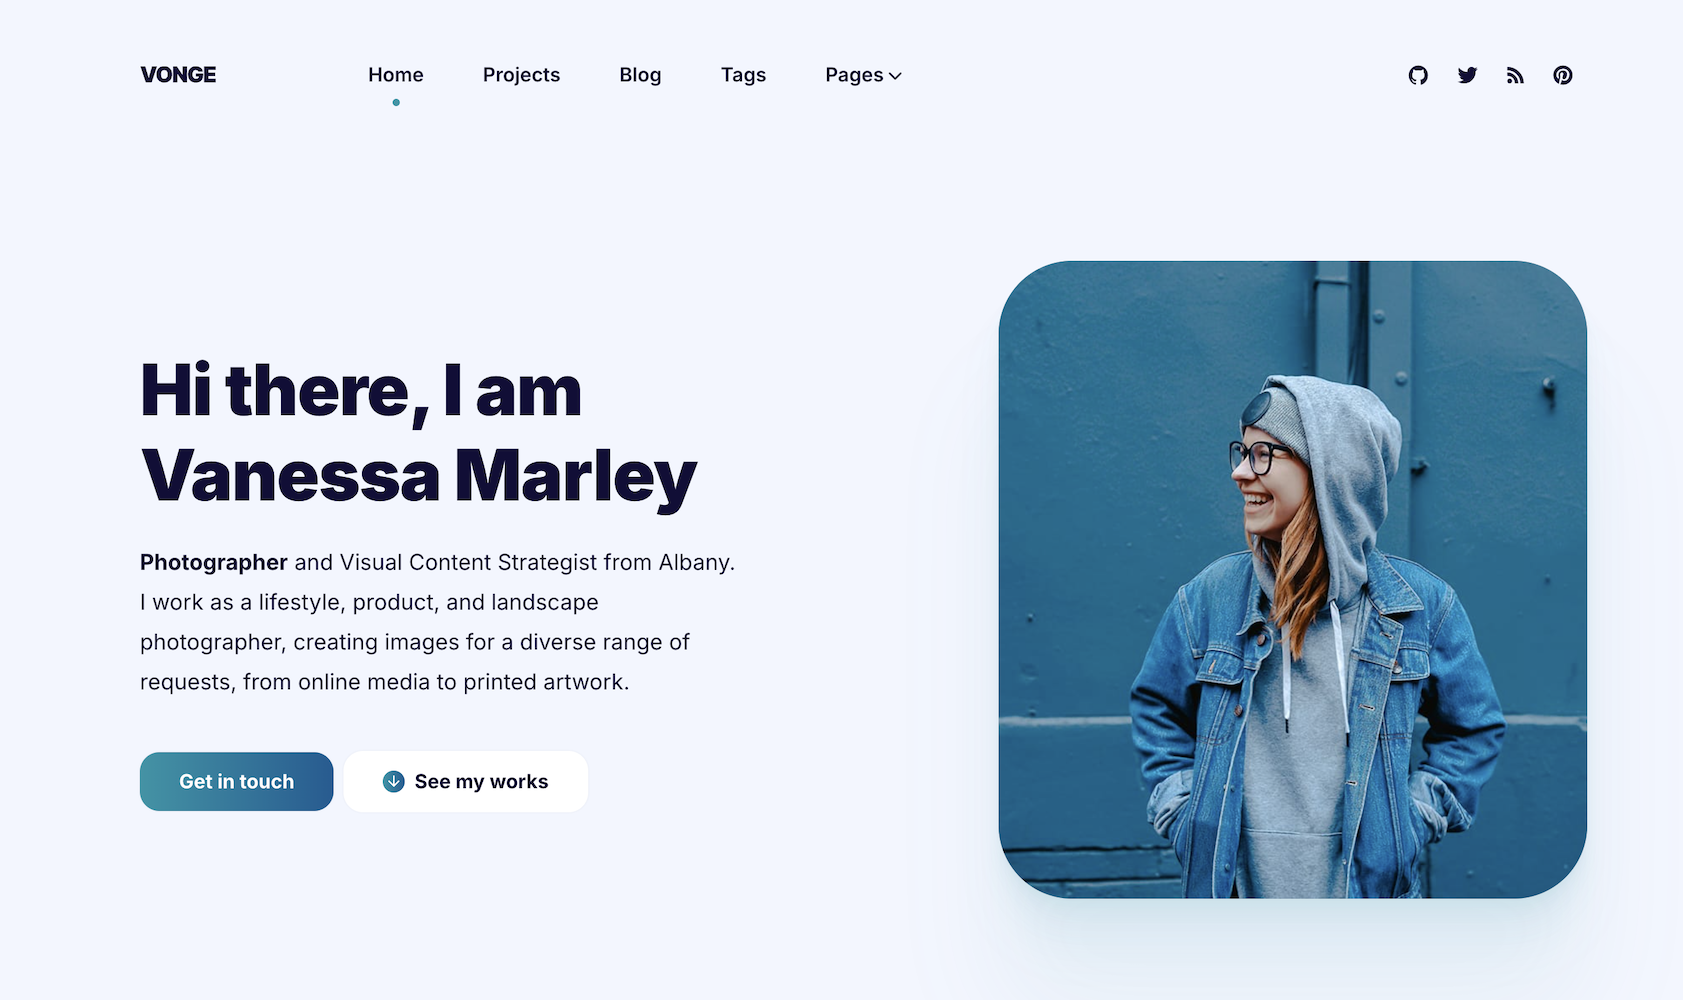 VONGE
Home
Projects
Blog
Tags
Pages
Hi there, I am
Vanessa Marley
Photographer and Visual Content Strategist from Albany.
I work as a lifestyle, product, and landscape
photographer, creating images for a diverse range of
requests, from online media to printed artwork.
Get in touch
See my works